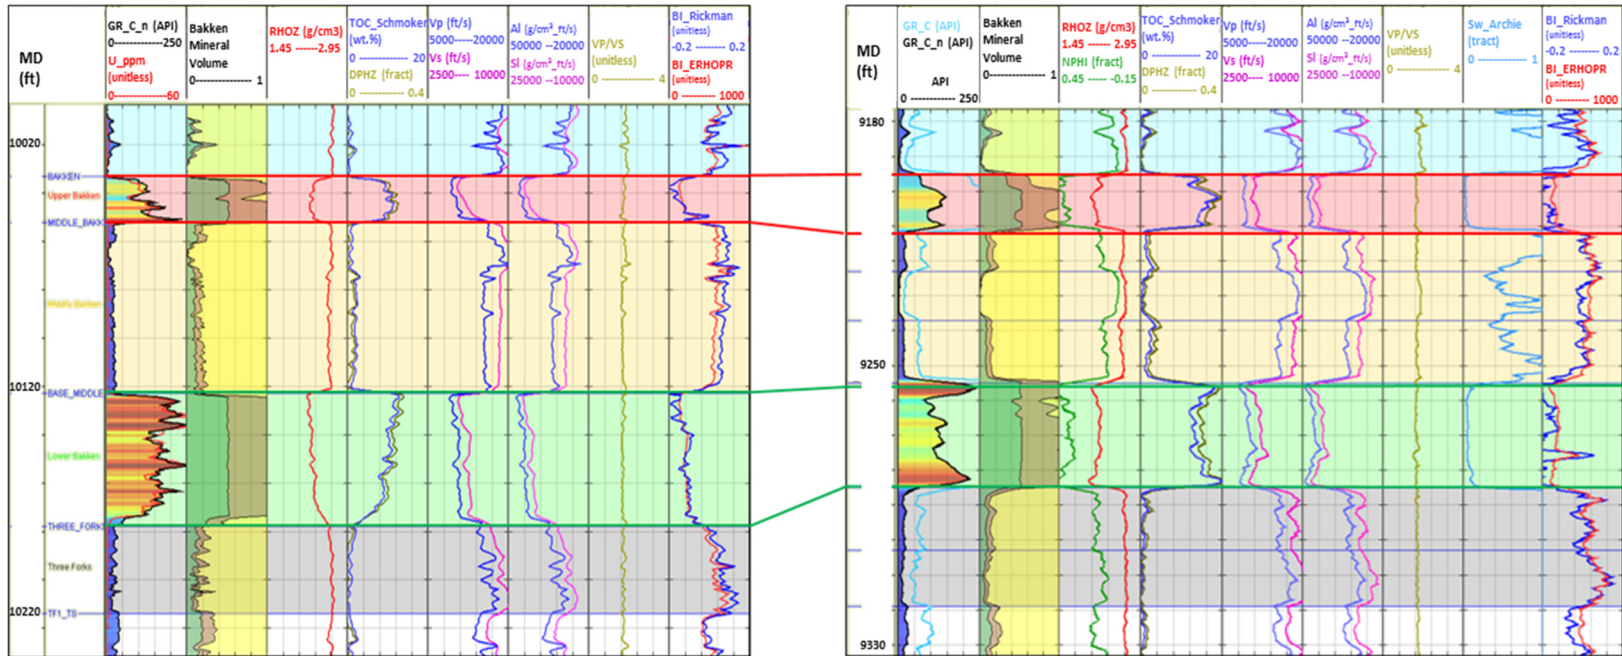 MD
(ft)
GR_C_n (API)
0-------------250
U_ppm
(unitless)
0-------------60
Bakken
Mineral
Volume
0-------------- 1
RHOZ (g/cm3)
1.45 ------2.95
TOC_Schmoker
(wt.%)
0 ------------ 20
DPHZ (fract)
0 ----------- 0.4
Vp (ft/s)
5000-----20000
Vs (ft/s)
2500---- 10000
AI (g/cm³_ft/s)
50000 --20000
SI (g/cm³_ft/s)
25000 --10000
VP/VS
0 ------------- 4
BI_Rickman
(unitless)
-0.2 -------- 0.2
BI_ERHOPR
(unitless)
0 --------- 1000
10020
BAKKEN
Upper Bakken
MIDDLE_BAKK
Middle Bakken
10120
BASE_MIDDLE
Lower Bakken
THREE_FORK
Three Forks
10220
TF1_TS
MD
(ft)
GR_C (API)
GR_C_n (API)
API
0 ------------ 250
Bakken
Mineral
Volume
0-------------- 1
RHOZ (g/cm3)
1.45 ------ 2.95
NPHI (fract)
0.45 ----- -0.15
TOC_Schmoker
(wt.%)
0 ------------ 20
DPHZ (fract)
0 ----------- 0.4
Vp (ft/s)
5000-----20000
Vs (ft/s)
2500---- 10000
AI (g/cm³_ft/s)
50000 --20000
SI (g/cm³_ft/s)
25000 --10000
VP/VS
0 ------------- 4
Sw_Archie
(tract)
0 ------------- 1
BI_Rickman
(unitless)
-0.2 -------- 0.2
BI_ERHOPR
(unitless)
0 -------- 1000
9180
9250
9330